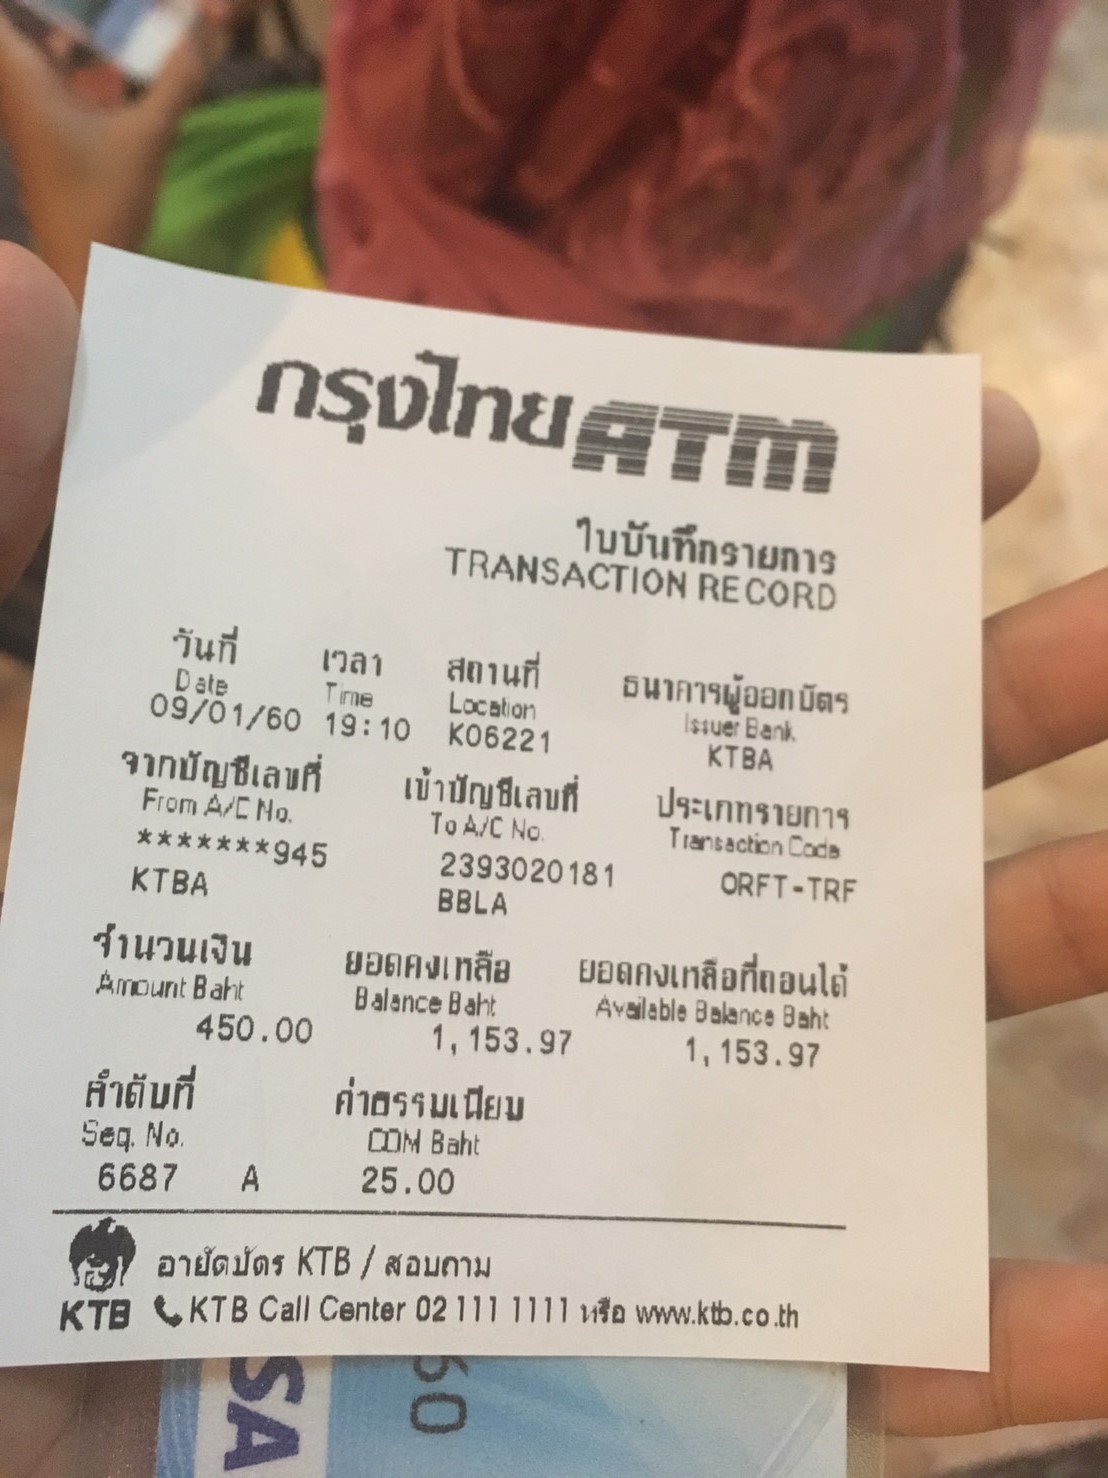 กรุงไทย ATM
ใบบันทึกรายการ
TRANSACTION RECORD
วันที่ เวลา สถานที่ ธนาคารผู้ออกบัตร
Date Time Location Issuer Bank
09/01/60 19:10 K06221 KTBA
จากบัญชีเลขที่ เข้าบัญชีเลขที่ ประเภทรายการ
From A/C No. To A/C No. Transaction Code
*******945 2393020181 ORFT-TRF
KTBA BBLA
จำนวนเงิน ยอดคงเหลือ ยอดคงเหลือที่ถอนได้
Amount Baht Balance Baht Available Balance Baht
450.00 1,153.97 1,153.97
ลำดับที่ ค่าธรรมเนียม
Seq. No. COM Baht
6687 A 25.00
อายัดบัตร KTB / สอบถาม
KTB KTB Call Center 02 111 1111 หรือ www.ktb.co.th
SA 60